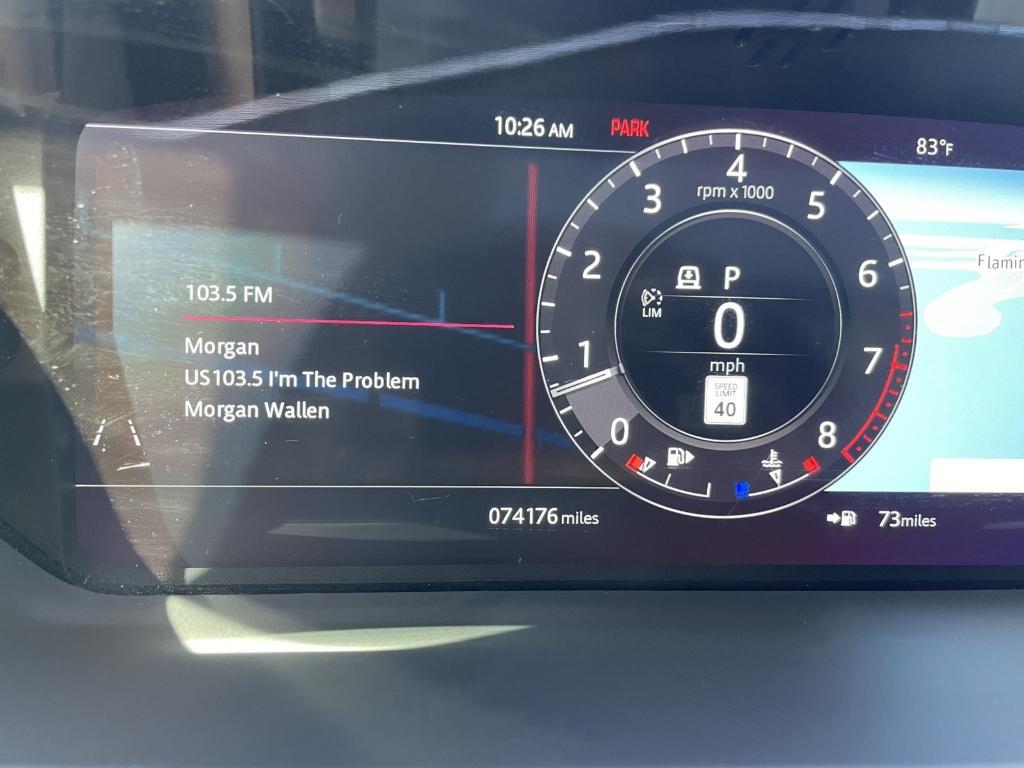 10:26 AM
PARK
83°F
103.5 FM
Morgan
US103.5 I'm The Problem
Morgan Wallen
0
1
2
3
4
5
6
7
8
rpm x 1000
P
LIM
0
mph
SPEED
LIMIT
40
Flamin
074176 miles
73miles